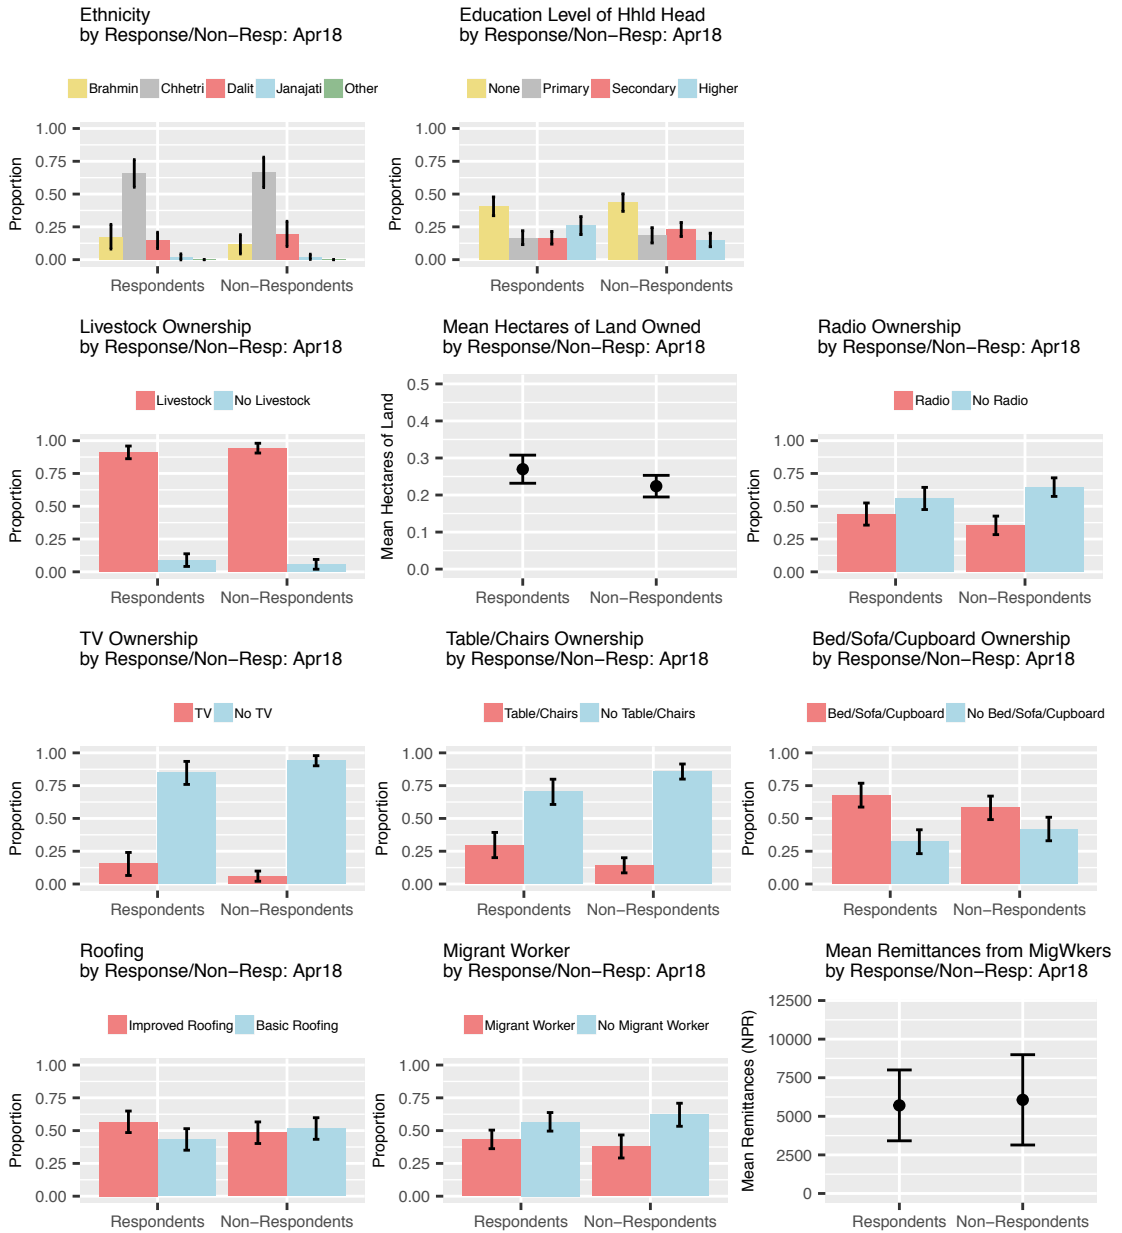 Ethnicity
by Response/Non−Resp: Apr18
Brahmin Chhetri Dalit Janajati Other
1.00
0.75
0.50
0.25
0.00
Proportion
Respondents Non−Respondents
Education Level of Hhld Head
by Response/Non−Resp: Apr18
None Primary Secondary Higher
1.00
0.75
0.50
0.25
0.00
Proportion
Respondents Non−Respondents
Livestock Ownership
by Response/Non−Resp: Apr18
Livestock No Livestock
1.00
0.75
0.50
0.25
0.00
Proportion
Respondents Non−Respondents
Mean Hectares of Land Owned
by Response/Non−Resp: Apr18
0.5
0.4
0.3
0.2
0.1
0.0
Mean Hectares of Land
Respondents Non−Respondents
Radio Ownership
by Response/Non−Resp: Apr18
Radio No Radio
1.00
0.75
0.50
0.25
0.00
Proportion
Respondents Non−Respondents
TV Ownership
by Response/Non−Resp: Apr18
TV No TV
1.00
0.75
0.50
0.25
0.00
Proportion
Respondents Non−Respondents
Table/Chairs Ownership
by Response/Non−Resp: Apr18
Table/Chairs No Table/Chairs
1.00
0.75
0.50
0.25
0.00
Proportion
Respondents Non−Respondents
Bed/Sofa/Cupboard Ownership
by Response/Non−Resp: Apr18
Bed/Sofa/Cupboard No Bed/Sofa/Cupboard
1.00
0.75
0.50
0.25
0.00
Proportion
Respondents Non−Respondents
Roofing
by Response/Non−Resp: Apr18
Improved Roofing Basic Roofing
1.00
0.75
0.50
0.25
0.00
Proportion
Respondents Non−Respondents
Migrant Worker
by Response/Non−Resp: Apr18
Migrant Worker No Migrant Worker
1.00
0.75
0.50
0.25
0.00
Proportion
Respondents Non−Respondents
Mean Remittances from MigWkers
by Response/Non−Resp: Apr18
12500
10000
7500
5000
2500
0
Mean Remittances (NPR)
Respondents Non−Respondents